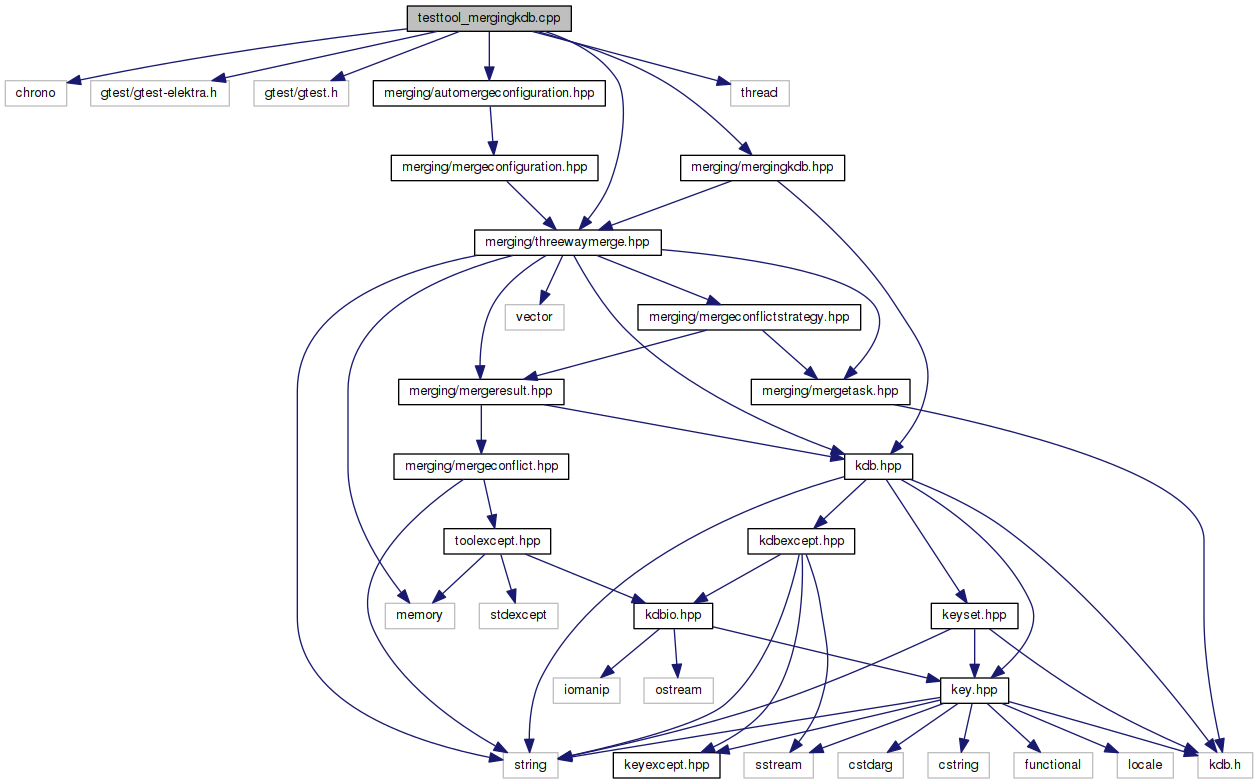 testtool_mergingkdb.cpp
chrono
gtest/gtest-elektra.h
gtest/gtest.h
merging/automergeconfiguration.hpp
thread
merging/mergeconfiguration.hpp
merging/mergingkdb.hpp
merging/threewaymerge.hpp
vector
merging/mergeconflictstrategy.hpp
merging/mergeresult.hpp
merging/mergetask.hpp
merging/mergeconflict.hpp
kdb.hpp
toolexcept.hpp
kdbexcept.hpp
memory
stdexcept
kdbio.hpp
keyset.hpp
iomanip
ostream
key.hpp
string
keyexcept.hpp
sstream
cstdarg
cstring
functional
locale
kdb.h